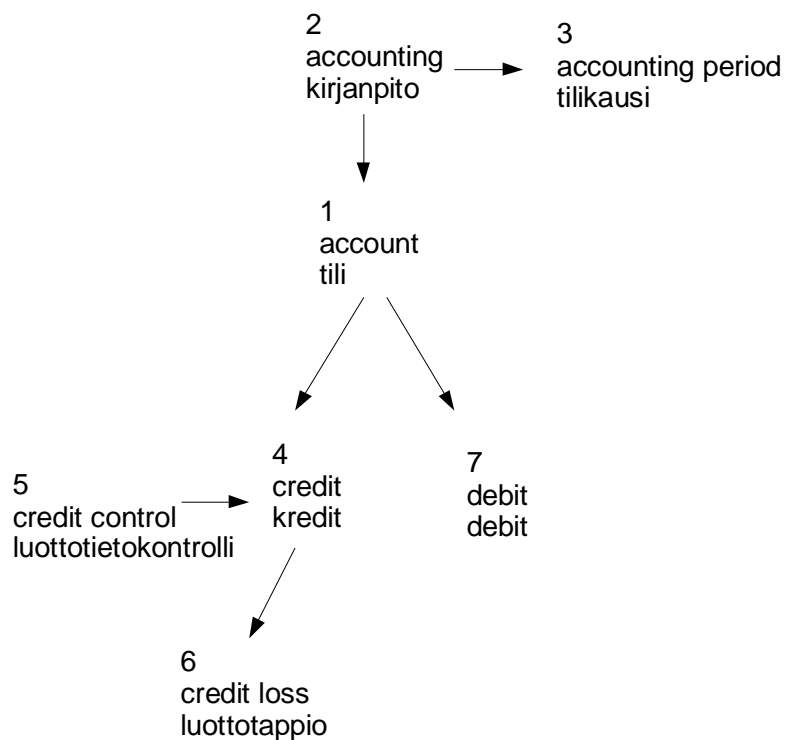 2
accounting
kirjanpito
3
accounting period
tilikausi
1
account
tili
4
credit
kredit
7
debit
debit
5
credit control
luottotietokontrolli
6
credit loss
luottotappio